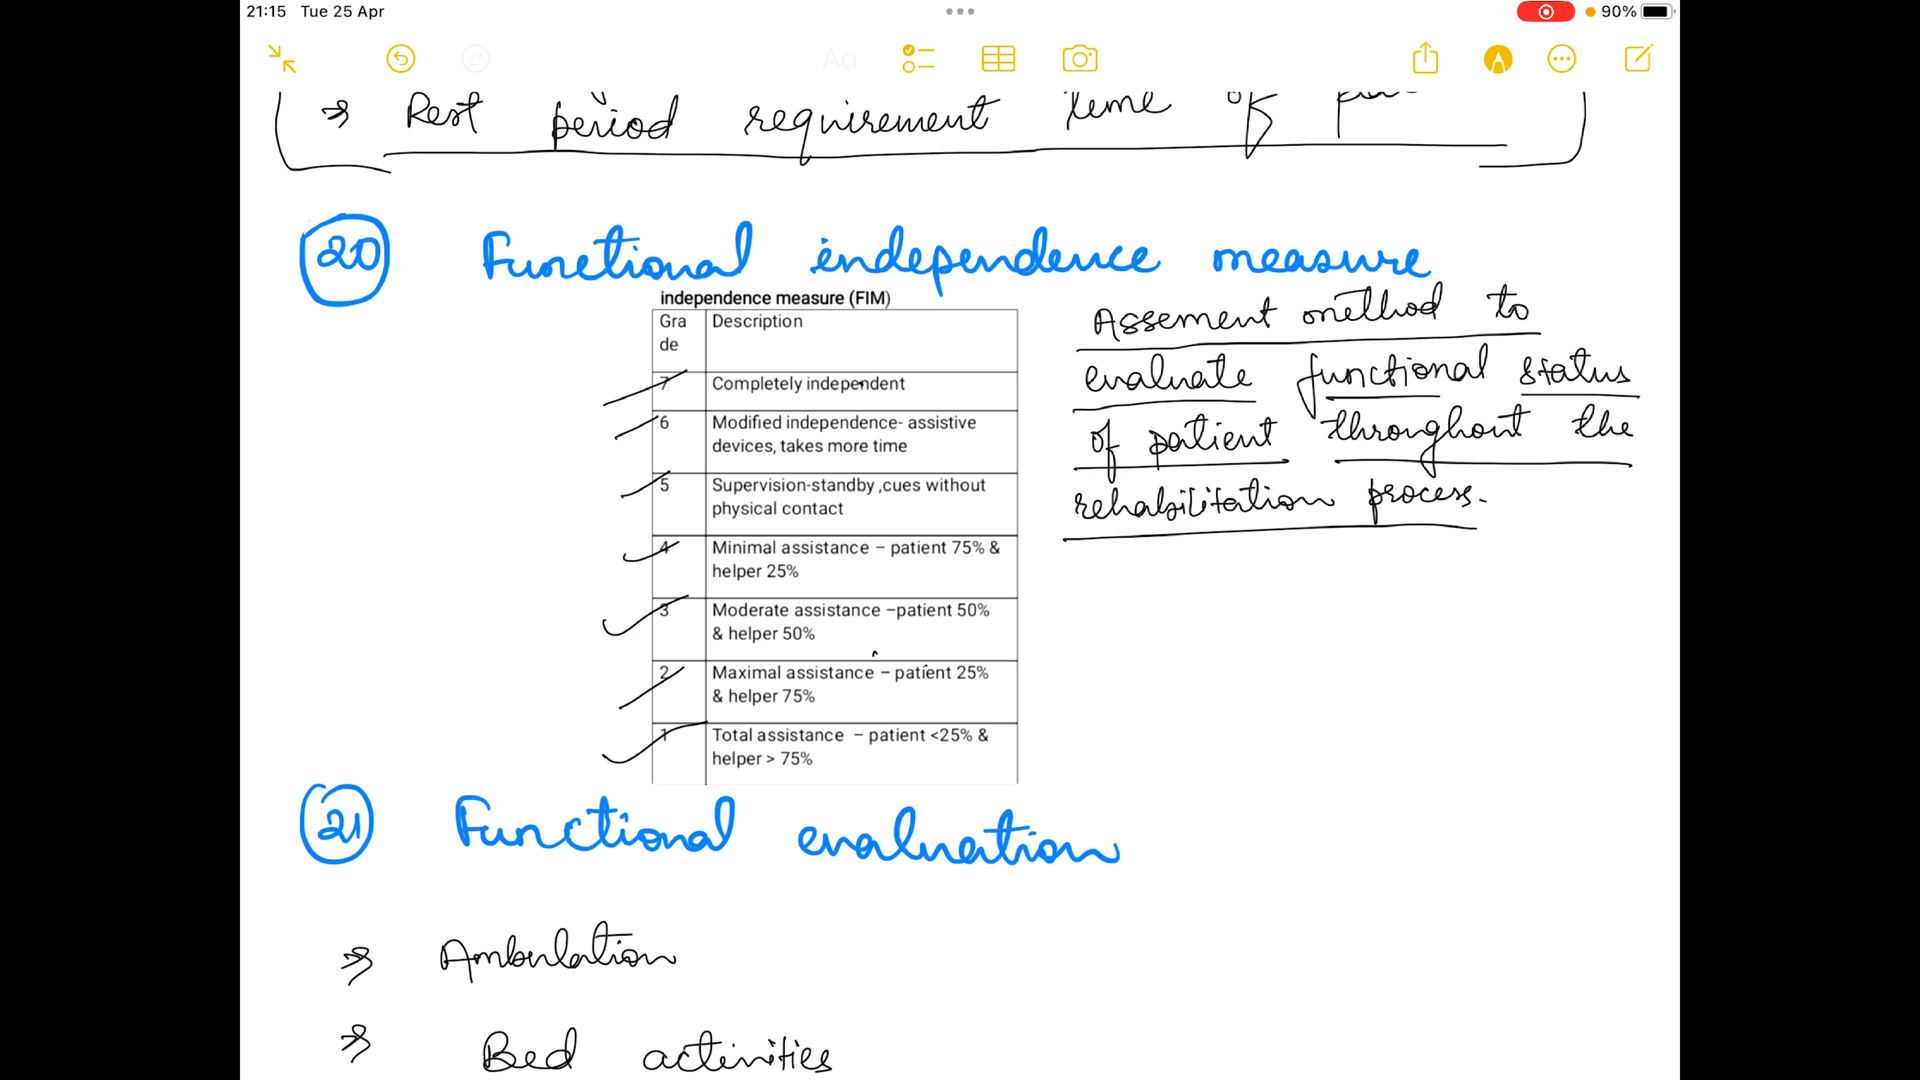 21:15 Tue 25 Apr
90%
Aa
⇒ Rest period requirement time of
20 Functional independence measure
independence measure (FIM)
Gra
de
Description
7 Completely independent
6 Modified independence- assistive
devices, takes more time
5 Supervision-standby ,cues without
physical contact
4 Minimal assistance – patient 75% &
helper 25%
3 Moderate assistance –patient 50%
& helper 50%
2 Maximal assistance – patient 25%
& helper 75%
1 Total assistance – patient <25% &
helper > 75%
Assement method to
evaluate functional status
of patient throughout the
rehabilitation process.
21 Functional evaluation
⇒ Ambulation
⇒ Bed activities